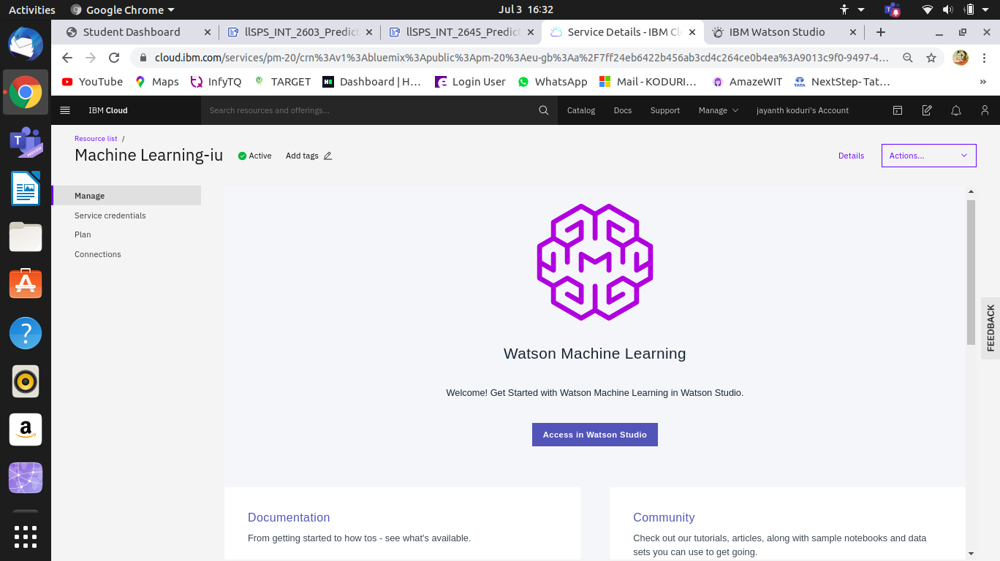 Activities
Google Chrome
Jul 3 16:32
Student Dashboard
llSPS_INT_2603_Predict
llSPS_INT_2645_Predict
Service Details - IBM Cl
IBM Watson Studio
cloud.ibm.com/services/pm-20/crn%3Av1%3Abluemix%3Apublic%3Apm-20%3Aeu-gb%3Aa%2F7ff24eb6422b456ab3cd4c264ce0b4ea%3A9013c9f0-9497-4...
YouTube
Maps
InfyTQ
TARGET
Dashboard | H...
Login User
WhatsApp
Mail - KODURI...
AmazeWIT
NextStep- Tat...
»
IBM Cloud
Search resources and offerings...
Catalog
Docs
Support
Manage
jayanth koduri's Account
Resource list /
Machine Learning-iu
Active
Add tags
Details
Actions...
Manage
Service credentials
Plan
Connections
Watson Machine Learning
Welcome! Get Started with Watson Machine Learning in Watson Studio.
Access in Watson Studio
FEEDBACK
Documentation
From getting started to how tos - see what's available.
Community
Check out our tutorials, articles, along with sample notebooks and data
sets you can use to get going.